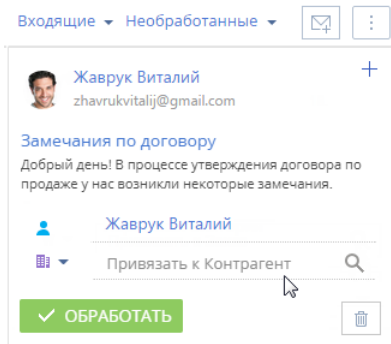 Входящие Необработанные
Жаврук Виталий
zhavrukvitalij@gmail.com
Замечания по договору
Добрый день! В процессе утверждения договора по
продаже у нас возникли некоторые замечания.
Жаврук Виталий
Привязать к Контрагент
ОБРАБОТАТЬ